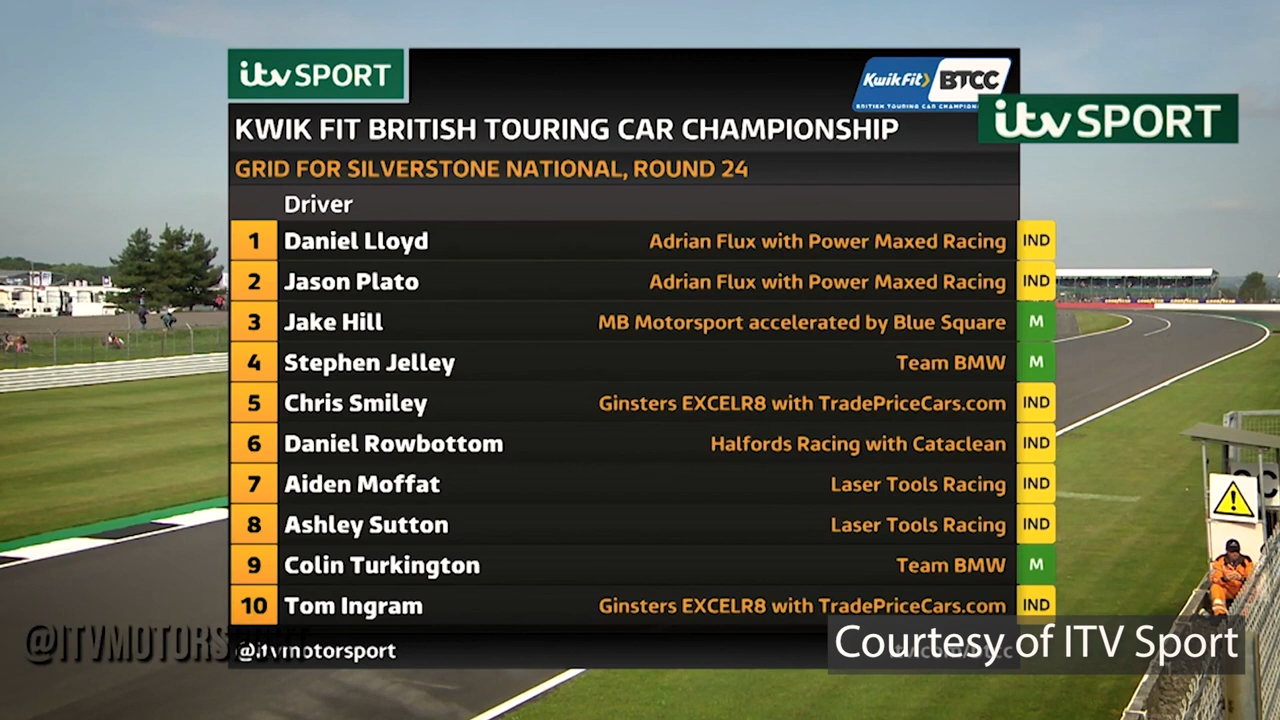 itv SPORT
KwikFit BTCC
BRITISH TOURING CAR CHAMPION
itv SPORT
KWIK FIT BRITISH TOURING CAR CHAMPIONSHIP
GRID FOR SILVERSTONE NATIONAL, ROUND 24
Driver
1 Daniel Lloyd Adrian Flux with Power Maxed Racing IND
2 Jason Plato Adrian Flux with Power Maxed Racing IND
3 Jake Hill MB Motorsport accelerated by Blue Square M
4 Stephen Jelley Team BMW M
5 Chris Smiley Ginsters EXCELR8 with TradePriceCars.com IND
6 Daniel Rowbottom Halfords Racing with Cataclean IND
7 Aiden Moffat Laser Tools Racing IND
8 Ashley Sutton Laser Tools Racing IND
9 Colin Turkington Team BMW M
10 Tom Ingram Ginsters EXCELR8 with TradePriceCars.com IND
@ITVMOTORS
@itvmotorsport
Courtesy of ITV Sport